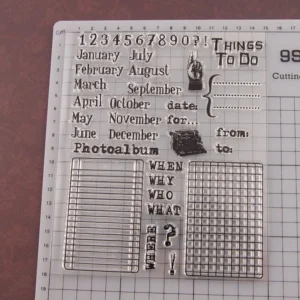 1234567890?!
THINGS
TO DO
January July
February August
March September
April October date:
May November for...
June December from:
Photoalbum to:
WHEN
WHY
WHO
WHAT
WHERE ? !
Cutting